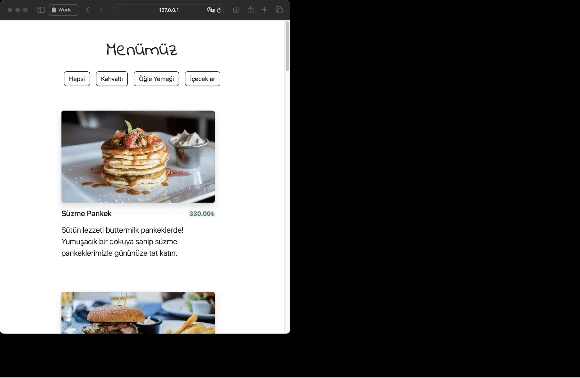 Work
127.0.0.1
Menümüz
Hepsi
Kahvaltı
Öğle Yemeği
İçecekler
Süzme Pankek
330.00₺
Sütün lezzeti buttermilk pankeklerde!
Yumuşacık bir dokuya sahip süzme
pankeklerimizle gününüze tat katın.